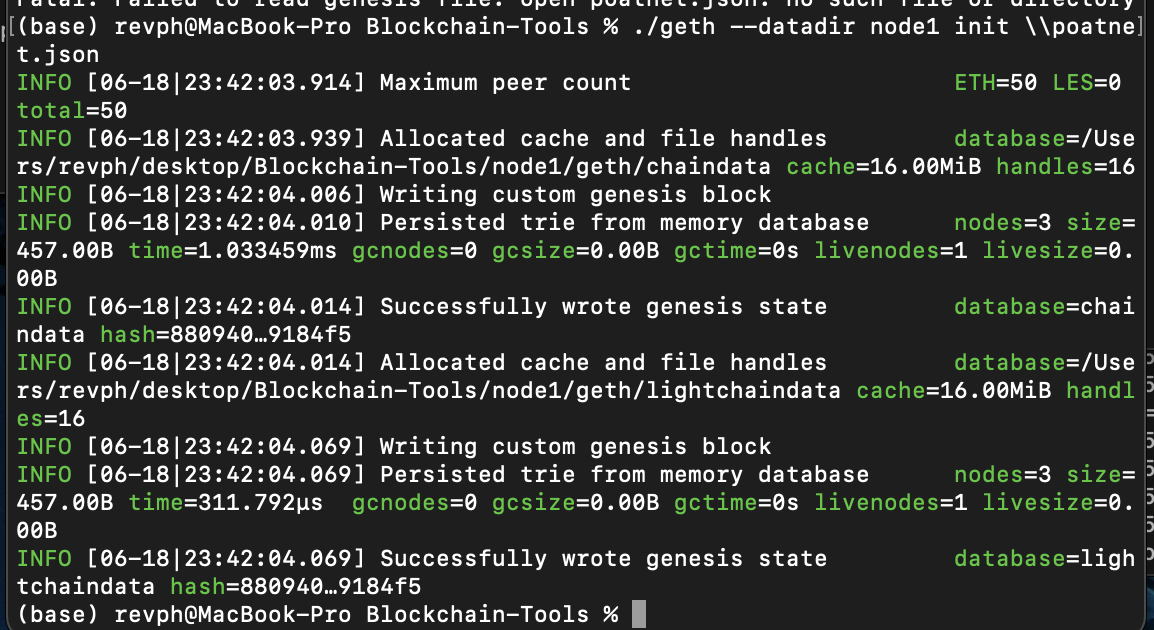 Fatal: Failed to read genesis file: open poatnet.json: no such file or directory
[(base) revph@MacBook-Pro Blockchain-Tools % ./geth --datadir node1 init \\poatne]
t.json
INFO [06-18|23:42:03.914] Maximum peer count                       ETH=50 LES=0
total=50
INFO [06-18|23:42:03.939] Allocated cache and file handles         database=/Use
rs/revph/desktop/Blockchain-Tools/node1/geth/chaindata cache=16.00MiB handles=16
INFO [06-18|23:42:04.006] Writing custom genesis block
INFO [06-18|23:42:04.010] Persisted trie from memory database      nodes=3 size=
457.00B time=1.033459ms gcnodes=0 gcsize=0.00B gctime=0s livenodes=1 livesize=0.
00B
INFO [06-18|23:42:04.014] Successfully wrote genesis state         database=chai
ndata hash=880940…9184f5
INFO [06-18|23:42:04.014] Allocated cache and file handles         database=/Use
rs/revph/desktop/Blockchain-Tools/node1/geth/lightchaindata cache=16.00MiB handl
es=16
INFO [06-18|23:42:04.069] Writing custom genesis block
INFO [06-18|23:42:04.069] Persisted trie from memory database      nodes=3 size=
457.00B time=311.792µs  gcnodes=0 gcsize=0.00B gctime=0s livenodes=1 livesize=0.
00B
INFO [06-18|23:42:04.069] Successfully wrote genesis state         database=ligh
tchaindata hash=880940…9184f5
(base) revph@MacBook-Pro Blockchain-Tools %